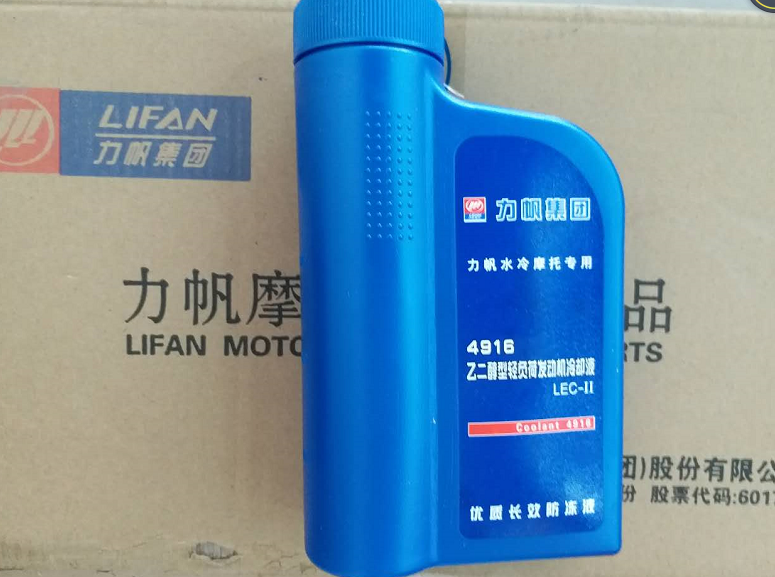 LIFAN
力帆集团
力帆摩
品
LIFAN MOTO
RTS
团)股份有限公
份 股票代码:601
力帆集团
力帆水冷摩托专用
4916
乙二醇型轻负荷发动机冷却液
LEC-II
Coolant 4916
优质长效防冻液